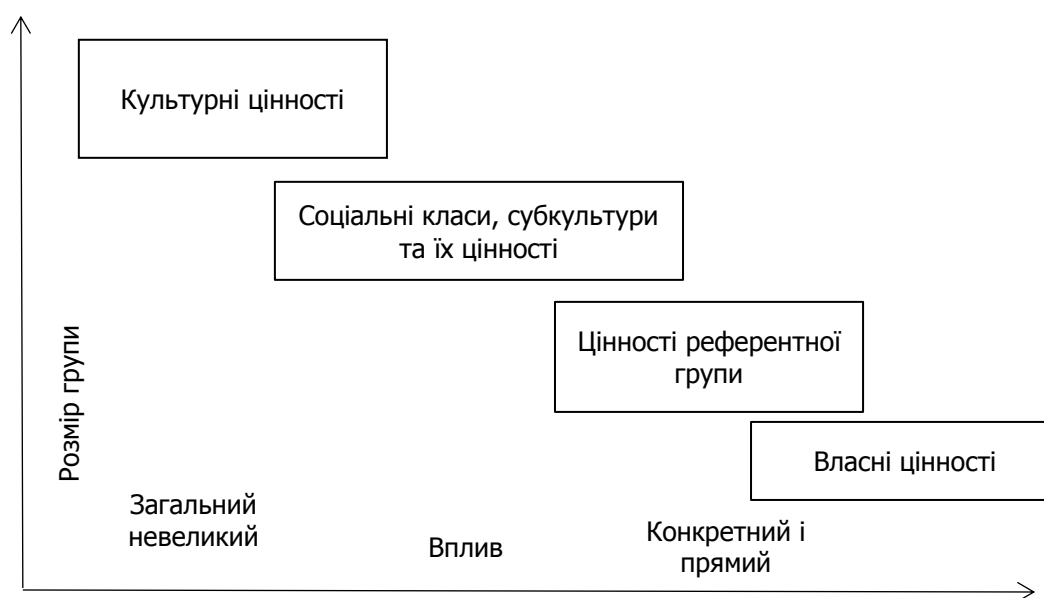 Культурні цінності
Соціальні класи, субкультури
та їх цінності
Цінності референтної
групи
Власні цінності
Розмір групи
Загальний
невеликий
Вплив
Конкретний і
прямий